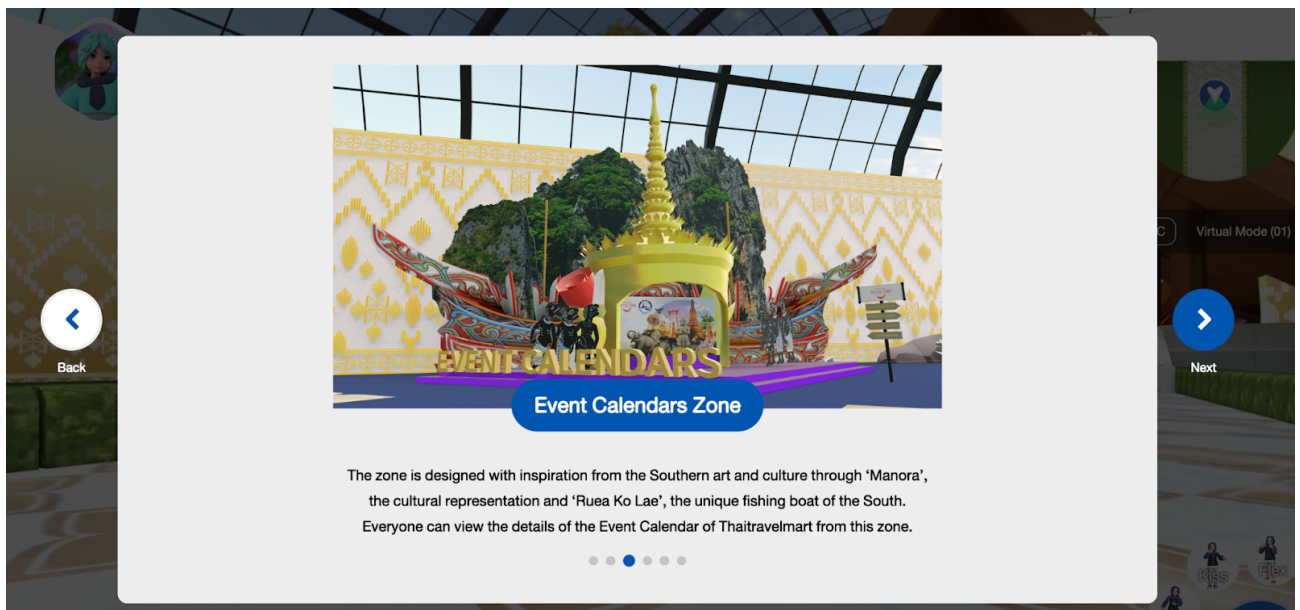 EVENT CALENDARS
Event Calendars Zone
The zone is designed with inspiration from the Southern art and culture through ‘Manora’,
the cultural representation and ‘Ruea Ko Lae’, the unique fishing boat of the South.
Everyone can view the details of the Event Calendar of Thaitravelmart from this zone.
Back
Next
C
Virtual Mode (01)
Kiss
Flex